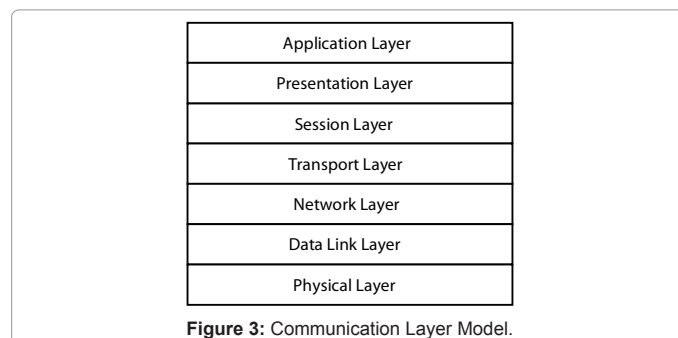 Application Layer
Presentation Layer
Session Layer
Transport Layer
Network Layer
Data Link Layer
Physical Layer
Figure 3: Communication Layer Model.